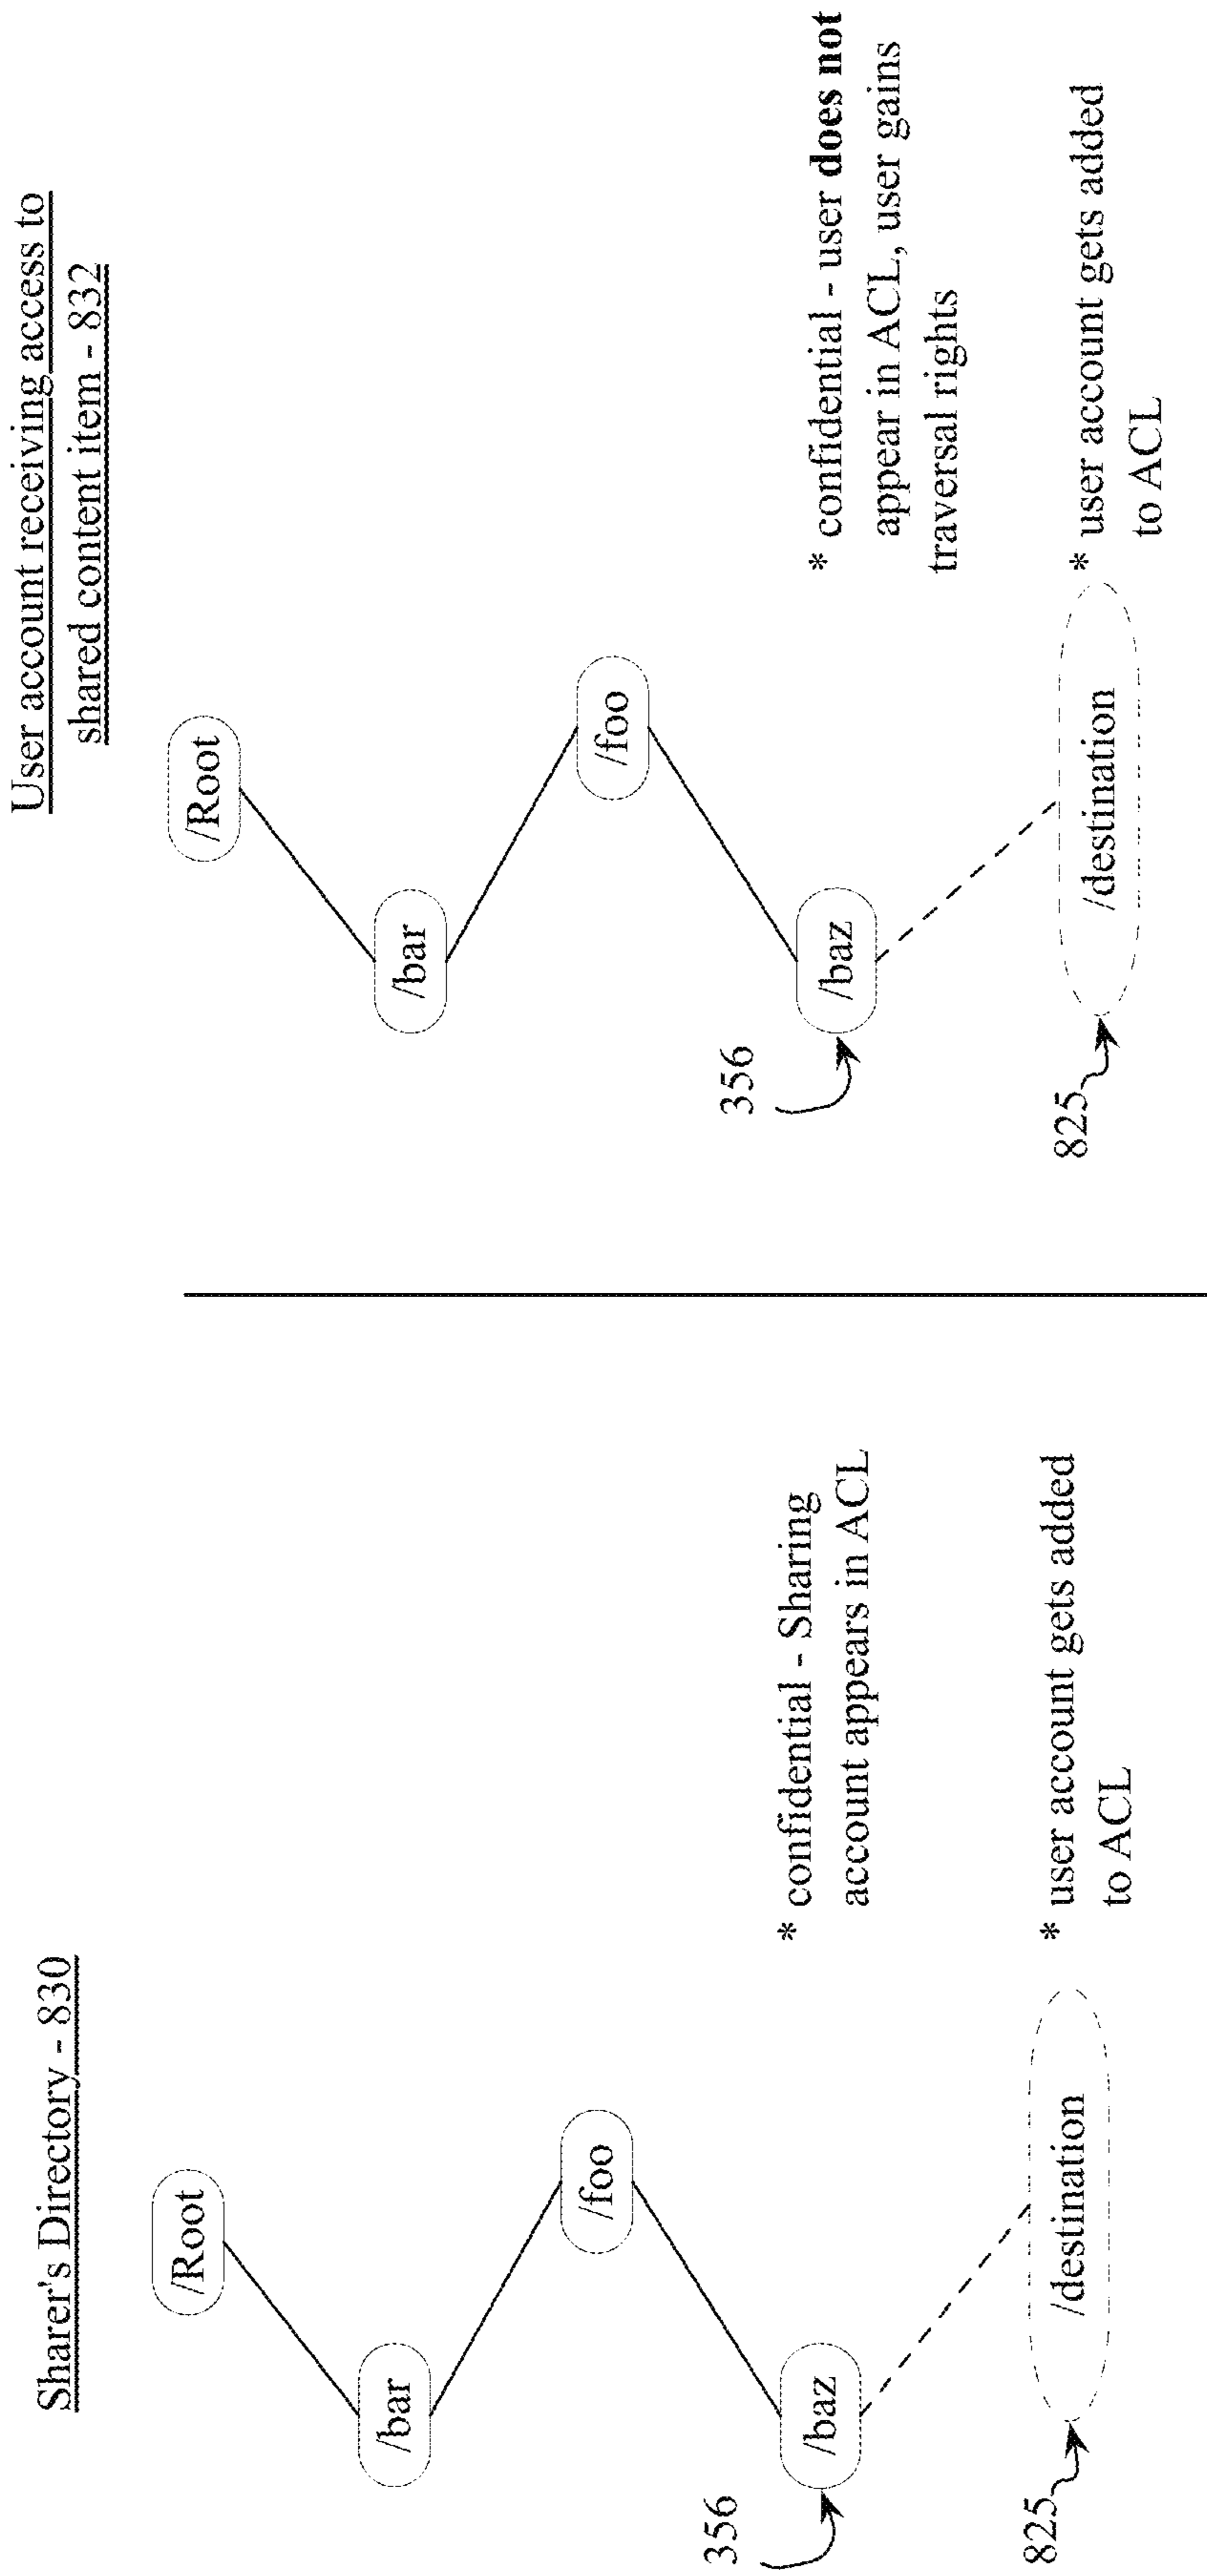 Sharer's Directory - 830
/Root
/bar
/foo
356
/baz
* confidential - Sharing
account appears in ACL
825
/destination
* user account gets added
to ACL
User account receiving access to
shared content item - 832
/Root
/bar
/foo
356
/baz
* confidential - user does not
appear in ACL, user gains
traversal rights
825
/destination
* user account gets added
to ACL